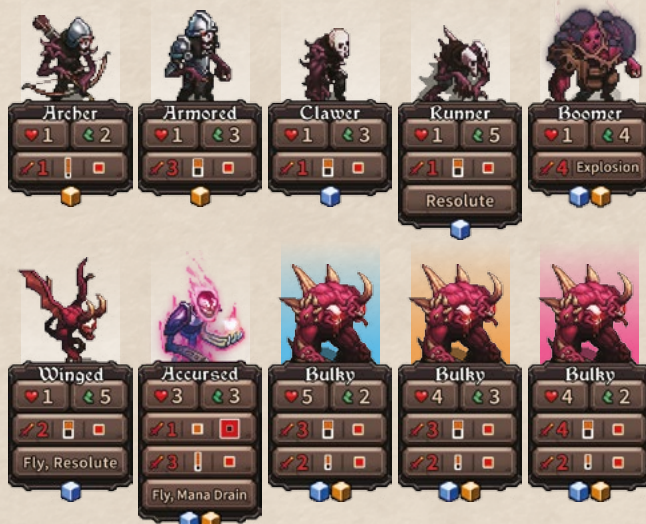 Archer
1 2
1
Armored
1 3
3
Clawer
1 3
1
Runner
1 5
1
Resolute
Boomer
1 4
4 Explosion
Winged
1 5
2
Fly, Resolute
Accursed
3 3
1
3
Fly, Mana Drain
Bulky
5 2
3
2
Bulky
4 3
3
2
Bulky
4 2
4
2